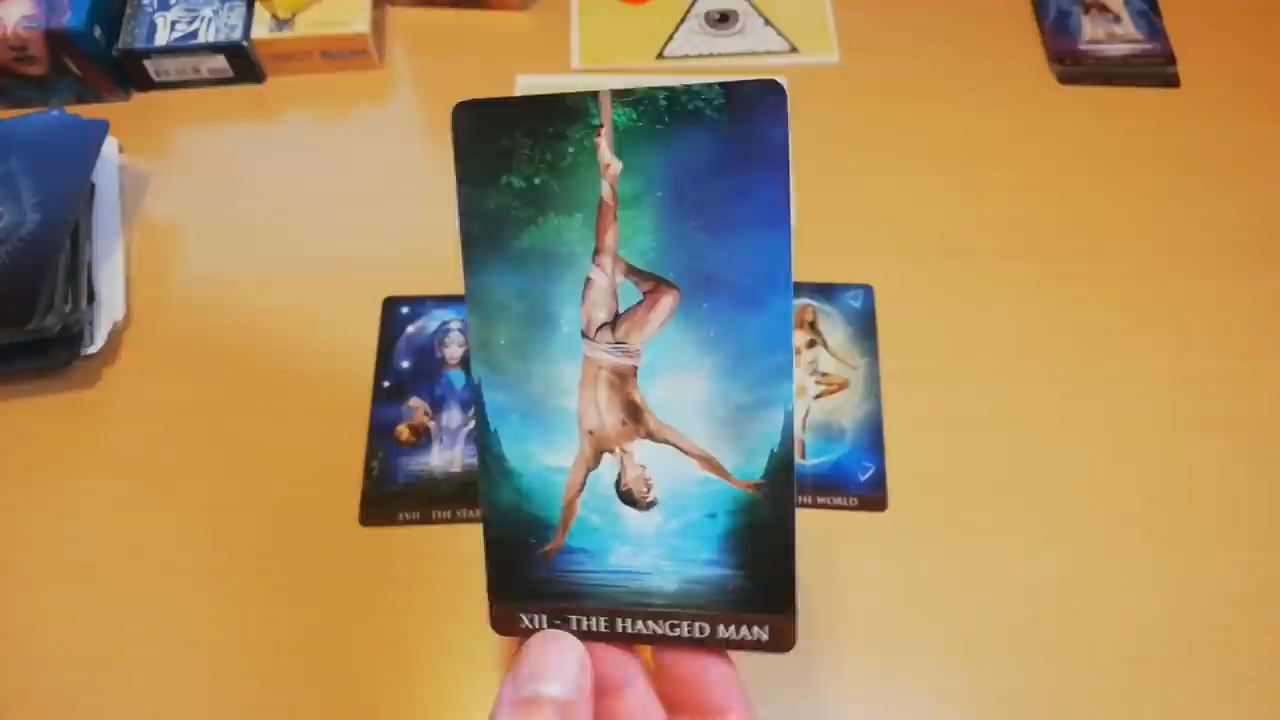 XVII - THE STAR
THE WORLD
XII - THE HANGED MAN